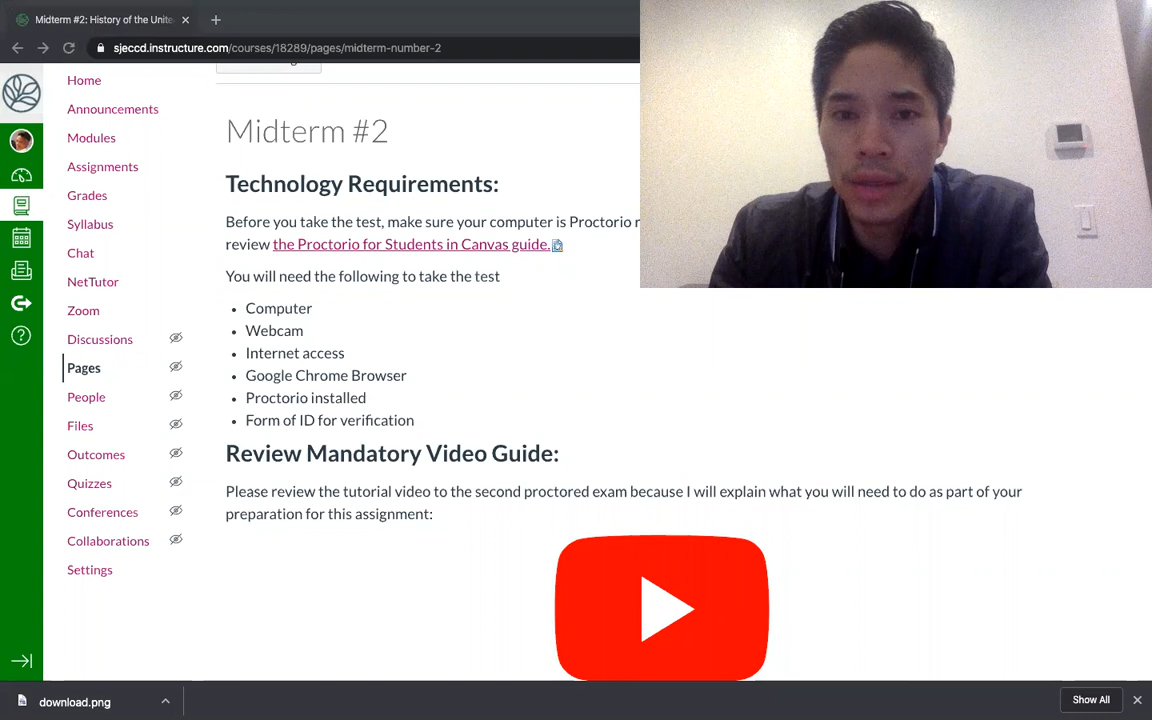 Midterm #2: History of the Unite
sjeccd.instructure.com/courses/18289/pages/midterm-number-2
Home
Announcements
Modules
Assignments
Grades
Syllabus
Chat
NetTutor
Zoom
Discussions
Pages
People
Files
Outcomes
Quizzes
Conferences
Collaborations
Settings
Midterm #2
Technology Requirements:
Before you take the test, make sure your computer is Proctorio r
review the Proctorio for Students in Canvas guide.
You will need the following to take the test
• Computer
• Webcam
• Internet access
• Google Chrome Browser
• Proctorio installed
• Form of ID for verification
Review Mandatory Video Guide:
Please review the tutorial video to the second proctored exam because I will explain what you will need to do as part of your
preparation for this assignment:
download.png
Show All